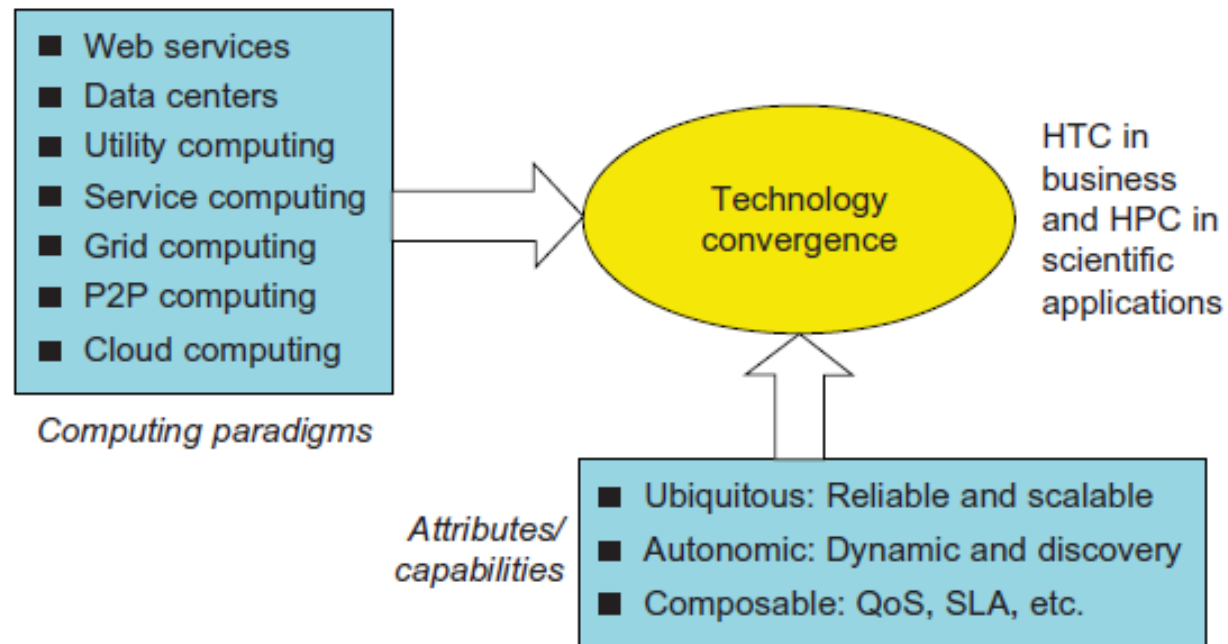 Web services
Data centers
Utility computing
Service computing
Grid computing
P2P computing
Cloud computing
Computing paradigms
Technology
convergence
HTC in
business
and HPC in
scientific
applications
Attributes/
capabilities
Ubiquitous: Reliable and scalable
Autonomic: Dynamic and discovery
Composable: QoS, SLA, etc.